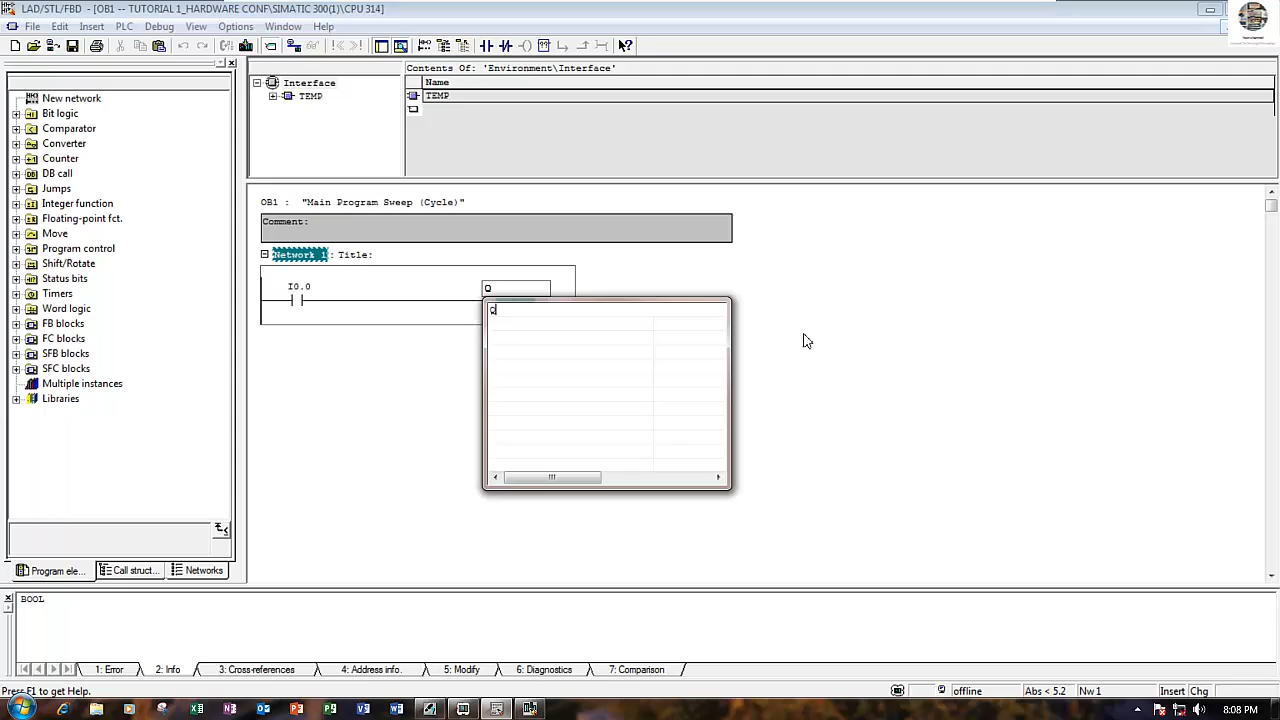 LAD/STL/FBD - [OB1 -- TUTORIAL 1_HARDWARE CONF\SIMATIC 300(1)\CPU 314]
File Edit Insert PLC Debug View Options Window Help
Contents Of: 'Environment\Interface'
Interface
TEMP
Name
TEMP
New network
Bit logic
Comparator
Converter
Counter
DB call
Jumps
Integer function
Floating-point fct.
Move
Program control
Shift/Rotate
Status bits
Timers
Word logic
FB blocks
FC blocks
SFB blocks
SFC blocks
Multiple instances
Libraries
Program ele... Call struct... Networks
OB1 : "Main Program Sweep (Cycle)"
Comment:
Network 1: Title:
I0.0
Q
Q
BOOL
1: Error 2: Info 3: Cross-references 4: Address info. 5: Modify 6: Diagnostics 7: Comparison
Press F1 to get Help.
offline Abs < 5.2 Nw 1 Insert Chg
8:08 PM